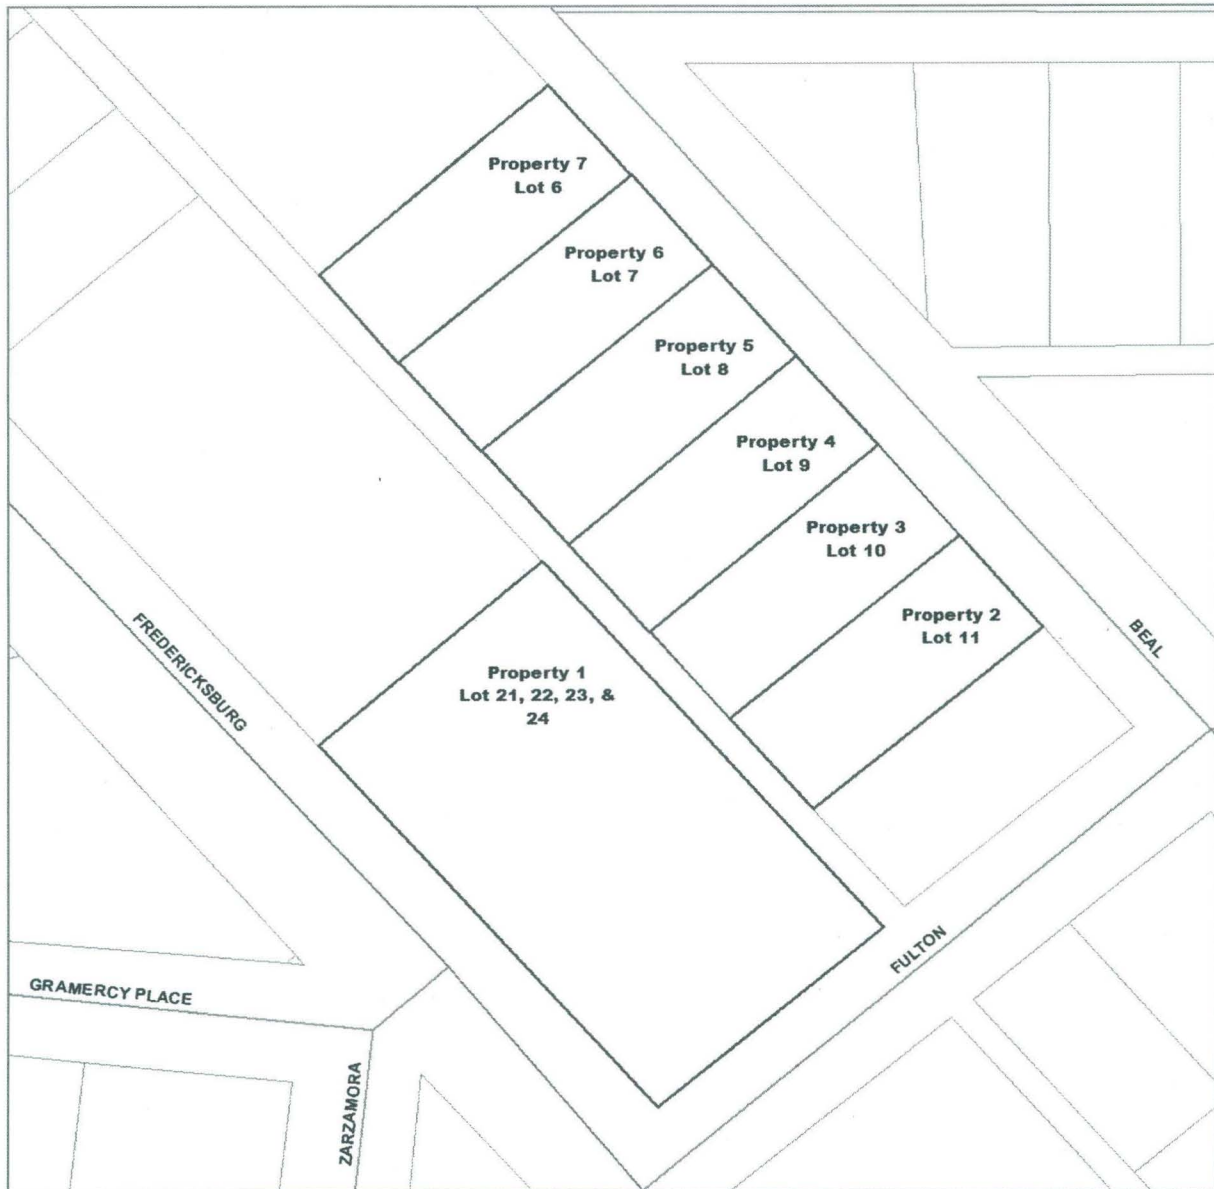 Property 7
Lot 6
Property 6
Lot 7
Property 5
Lot 8
Property 4
Lot 9
Property 3
Lot 10
Property 2
Lot 11
BEAL
FREDERICKSBURG
Property 1
Lot 21, 22, 23, &
24
FULTON
GRAMERCY PLACE
ZARZAMORA